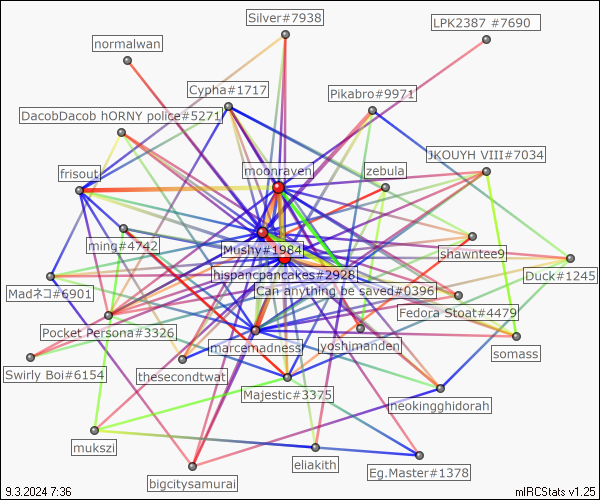 Silver#7938
LPK2387 #7690
normalwan
Cypha#1717
Pikabro#9971
DacobDacob hORNY police#5271
JKOUYH VIII#7034
frisout
moonraven
zebula
ming#4742
Mushy#1984
shawntee9
hispancpancakes#2928
Duck#1245
Madネコ#6901
Can anything be saved#0396
Fedora Stoat#4479
Pocket Persona#3326
marcemadness
yoshimanden
somass
Swirly Boi#6154
thesecondtwat
Majestic#3375
neokingghidorah
mukszi
eliakith
Eg.Master#1378
bigcitysamurai
9.3.2024 7:36
mIRCStats v1.25